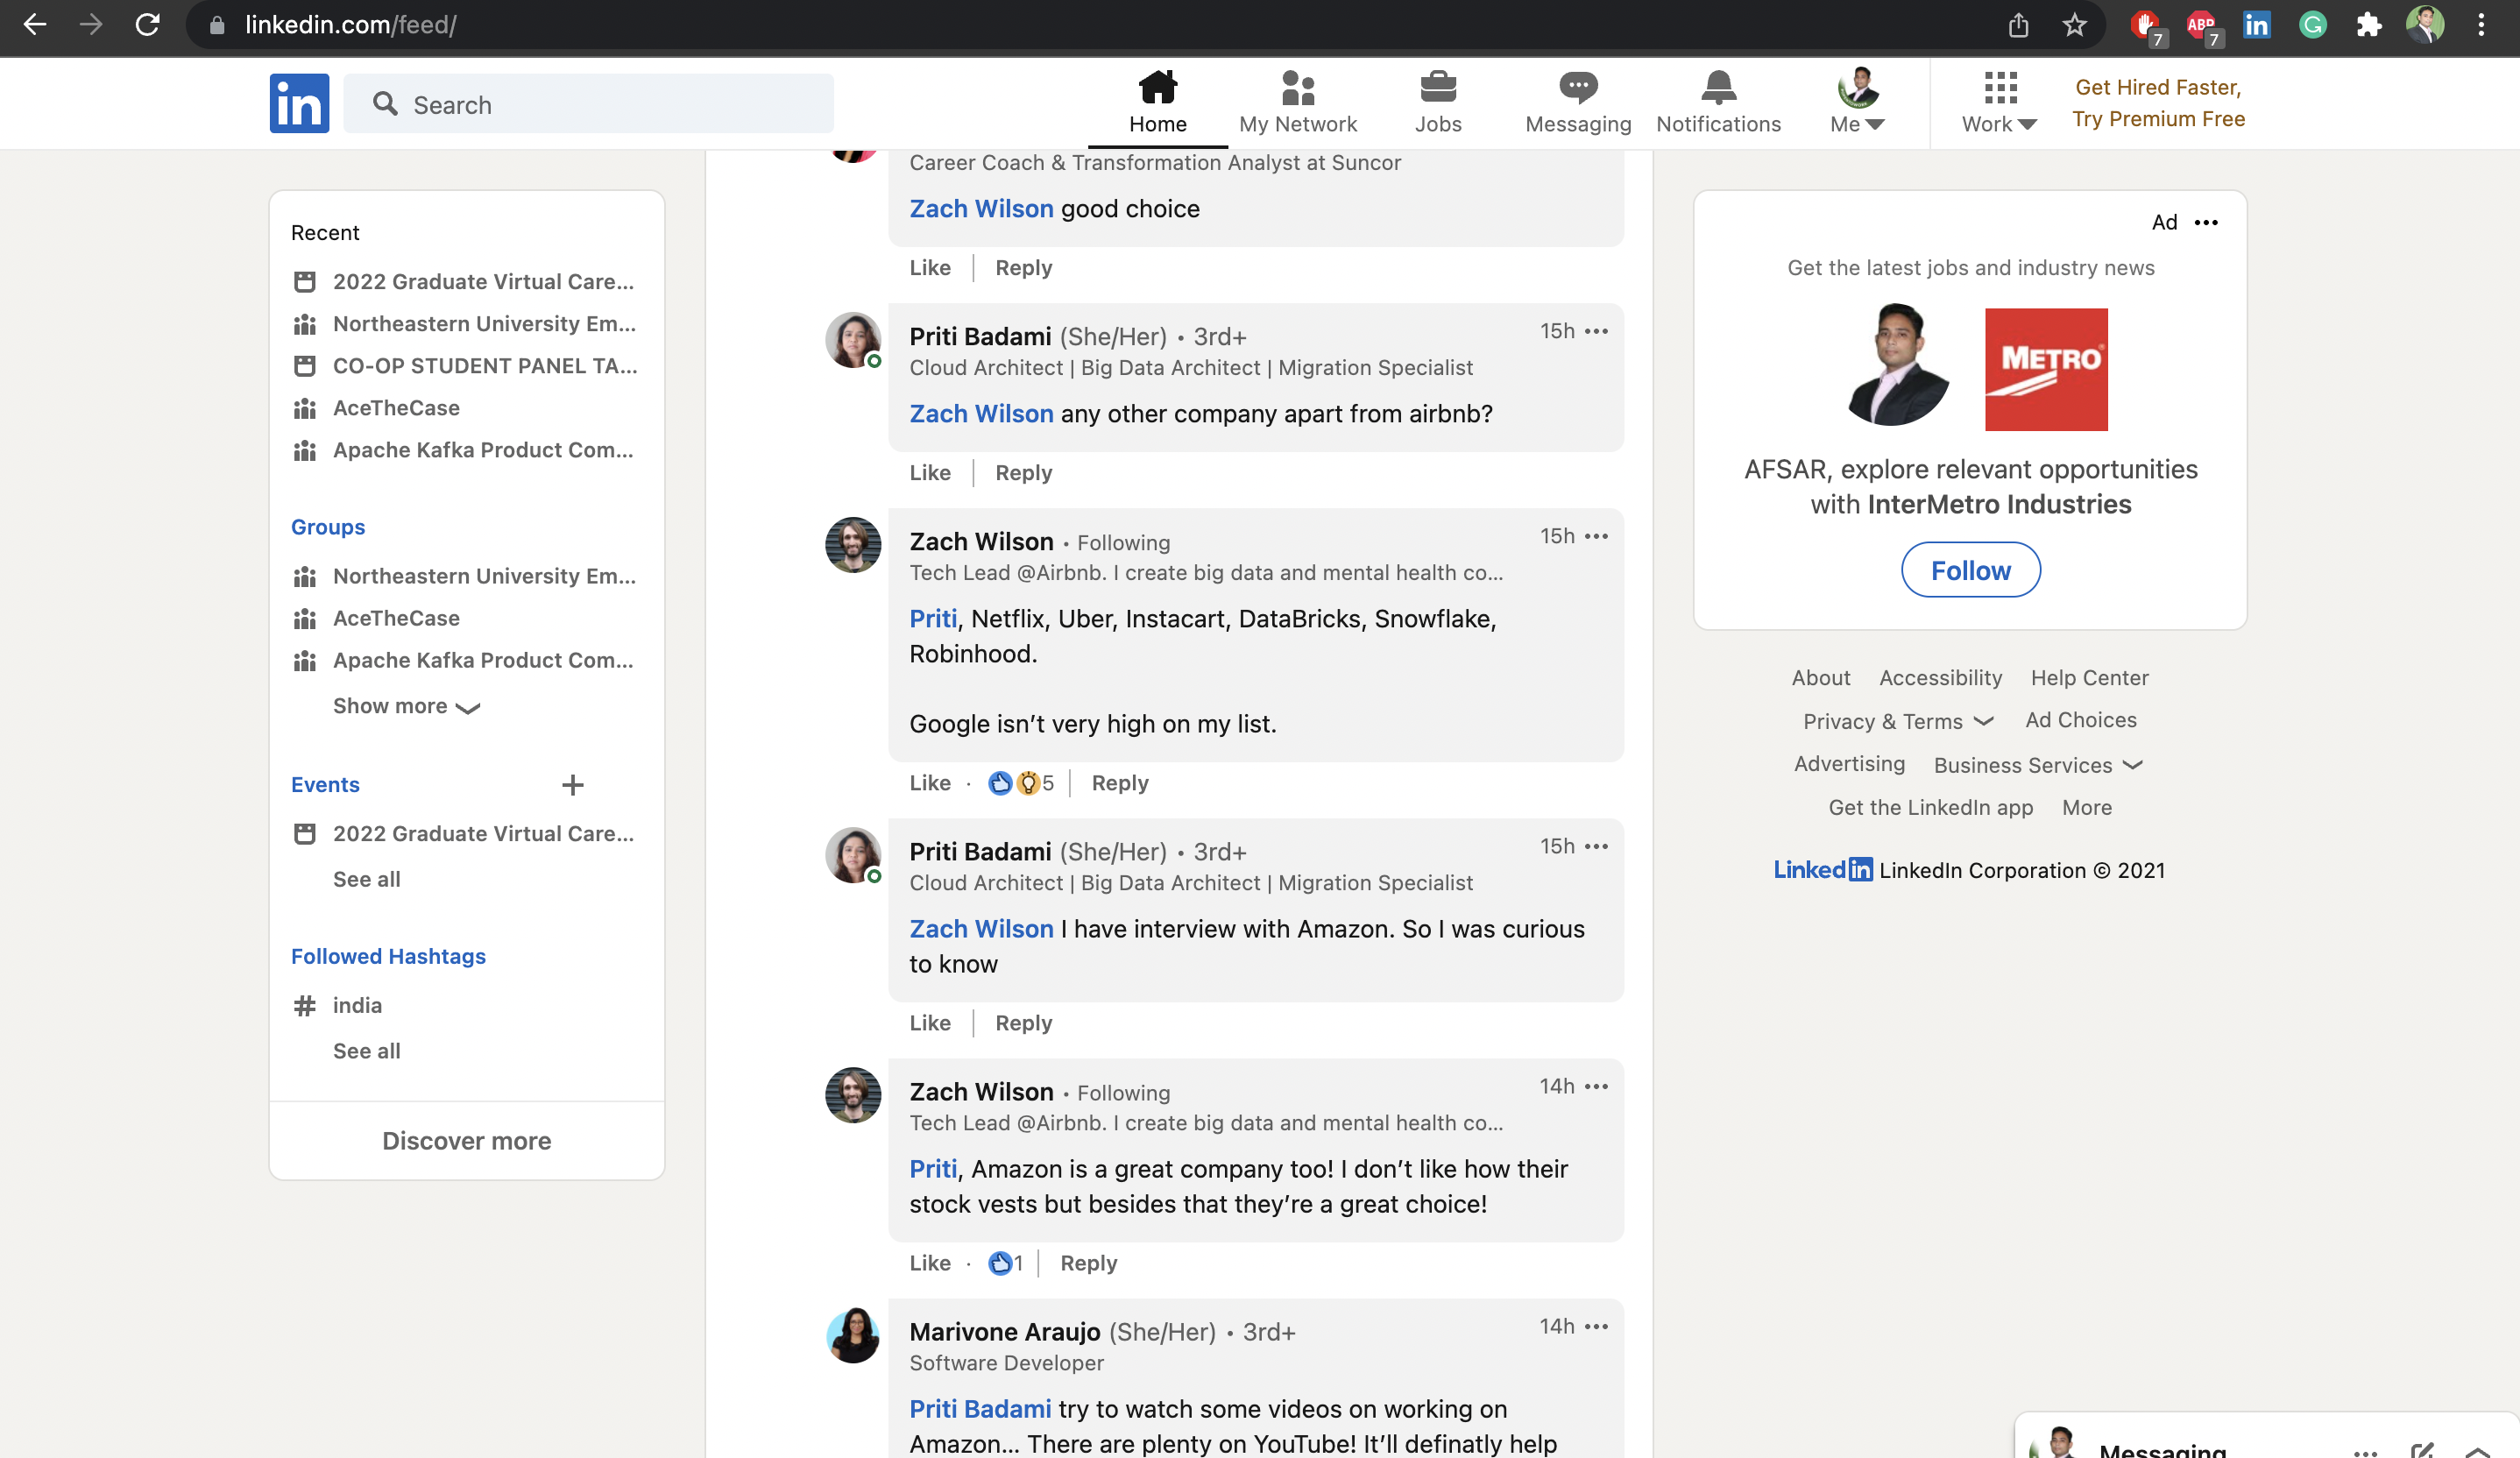 linkedin.com/feed/
7
ABP
7
in
G
in
Search
Home
My Network
Jobs
Messaging
Notifications
Me
Work
Get Hired Faster,
Try Premium Free
Recent
2022 Graduate Virtual Care...
Northeastern University Em...
CO-OP STUDENT PANEL TA...
AceTheCase
Apache Kafka Product Com...
Groups
Northeastern University Em...
AceTheCase
Apache Kafka Product Com...
Show more
Events
2022 Graduate Virtual Care...
See all
Followed Hashtags
# india
See all
Discover more
Career Coach & Transformation Analyst at Suncor
Zach Wilson good choice
Like | Reply
Priti Badami (She/Her) • 3rd+
15h
Cloud Architect | Big Data Architect | Migration Specialist
Zach Wilson any other company apart from airbnb?
Like | Reply
Zach Wilson • Following
15h
Tech Lead @Airbnb. I create big data and mental health co...
Priti, Netflix, Uber, Instacart, DataBricks, Snowflake,
Robinhood.
Google isn’t very high on my list.
Like · 5 | Reply
Priti Badami (She/Her) • 3rd+
15h
Cloud Architect | Big Data Architect | Migration Specialist
Zach Wilson I have interview with Amazon. So I was curious
to know
Like | Reply
Zach Wilson • Following
14h
Tech Lead @Airbnb. I create big data and mental health co...
Priti, Amazon is a great company too! I don’t like how their
stock vests but besides that they’re a great choice!
Like · 1 | Reply
Marivone Araujo (She/Her) • 3rd+
14h
Software Developer
Priti Badami try to watch some videos on working on
Amazon... There are plenty on YouTube! It’ll definatly help
Ad
Get the latest jobs and industry news
METRO®
AFSAR, explore relevant opportunities
with InterMetro Industries
Follow
About Accessibility Help Center
Privacy & Terms Ad Choices
Advertising Business Services
Get the LinkedIn app More
LinkedIn LinkedIn Corporation © 2021
Messaging